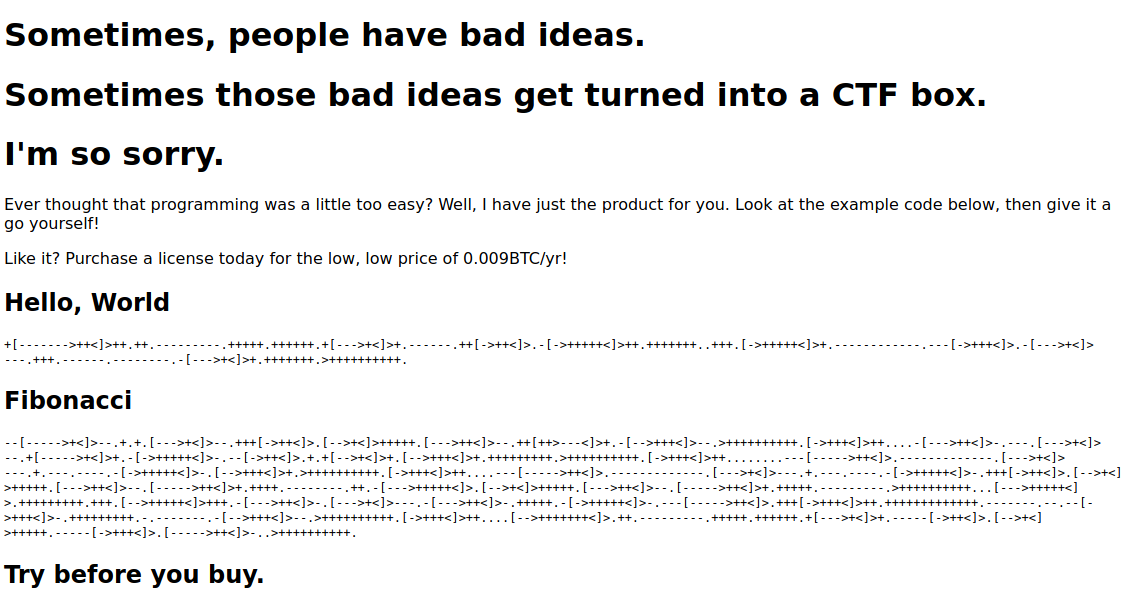 Sometimes, people have bad ideas.
Sometimes those bad ideas get turned into a CTF box.
I'm so sorry.
Ever thought that programming was a little too easy? Well, I have just the product for you. Look at the example code below, then give it a
go yourself!
Like it? Purchase a license today for the low, low price of 0.009BTC/yr!
Hello, World
+[------->++<]>++.++.---------.+++++.++++++.+[--->+<]>+.------.++[->++<]>.-[->+++++<]>++.+++++++..+++.[->+++++<]>+.------------.---[->+++<]>.-[--->+<]>
---.+++.------.--------.-[--->+<]>+.+++++++.>++++++++++.
Fibonacci
--[----->+<]>--.+.+.[--->+<]>--.+++[->++<]>.[-->+<]>+++++.[--->++<]>--.++[++>---<]>+.-[-->+++<]>--.>++++++++++.[->+++<]>++....-[--->++<]>-.---.[--->+<]>
--.+[----->+<]>+.-[->+++++<]>-.--[->++<]>.+.+[-->+<]>+.[-->+++<]>+.+++++++++.>++++++++++.[->+++<]>++........---[----->++<]>.-------------.[--->+<]>
---.+.---.----.-[->+++++<]>-.[-->+++<]>+.>++++++++++.[->+++<]>++....---[----->++<]>.-------------.[--->+<]>---.+.---.----.-[->+++++<]>-.+++[->++<]>.[-->+<]
>+++++.[--->++<]>--.[----->++<]>+.++++.--------.++.-[--->+++++<]>.[-->+<]>+++++.[--->++<]>--.[----->++<]>+.+++++.---------.>++++++++++...[--->+++++<]
>.+++++++++.+++.[-->+++++<]>+++.-[--->++<]>-.[--->+<]>---.-[--->++<]>-.+++++.-[->+++++<]>-.---[----->++<]>.+++[->+++<]>++.+++++++++++++.-------.--.--[-
>+++<]>-.+++++++++.-.-------.-[-->+++<]>--.>++++++++++.[->+++<]>++....[-->+++++++<]>.++.---------.+++++.++++++.+[--->+<]>+.-----[->++<]>.[-->+<]
>+++++.-----[->+++<]>.[----->++<]>-..>++++++++++.
Try before you buy.